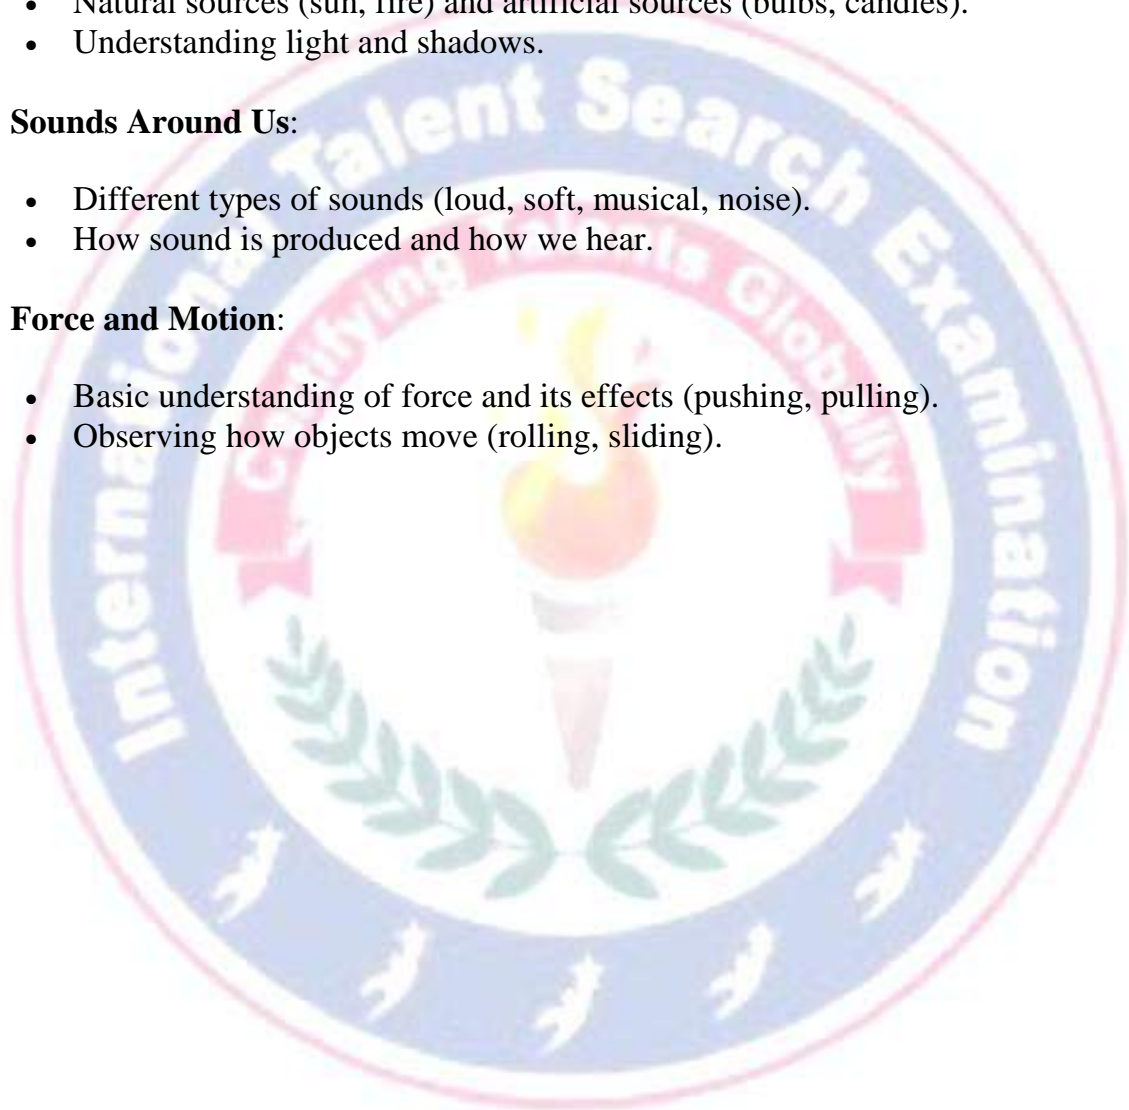 • Natural sources (sun, fire) and artificial sources (bulbs, candles).
• Understanding light and shadows.
Sounds Around Us:
• Different types of sounds (loud, soft, musical, noise).
• How sound is produced and how we hear.
Force and Motion:
• Basic understanding of force and its effects (pushing, pulling).
• Observing how objects move (rolling, sliding).
International Talent Search Examination
Talents Globally